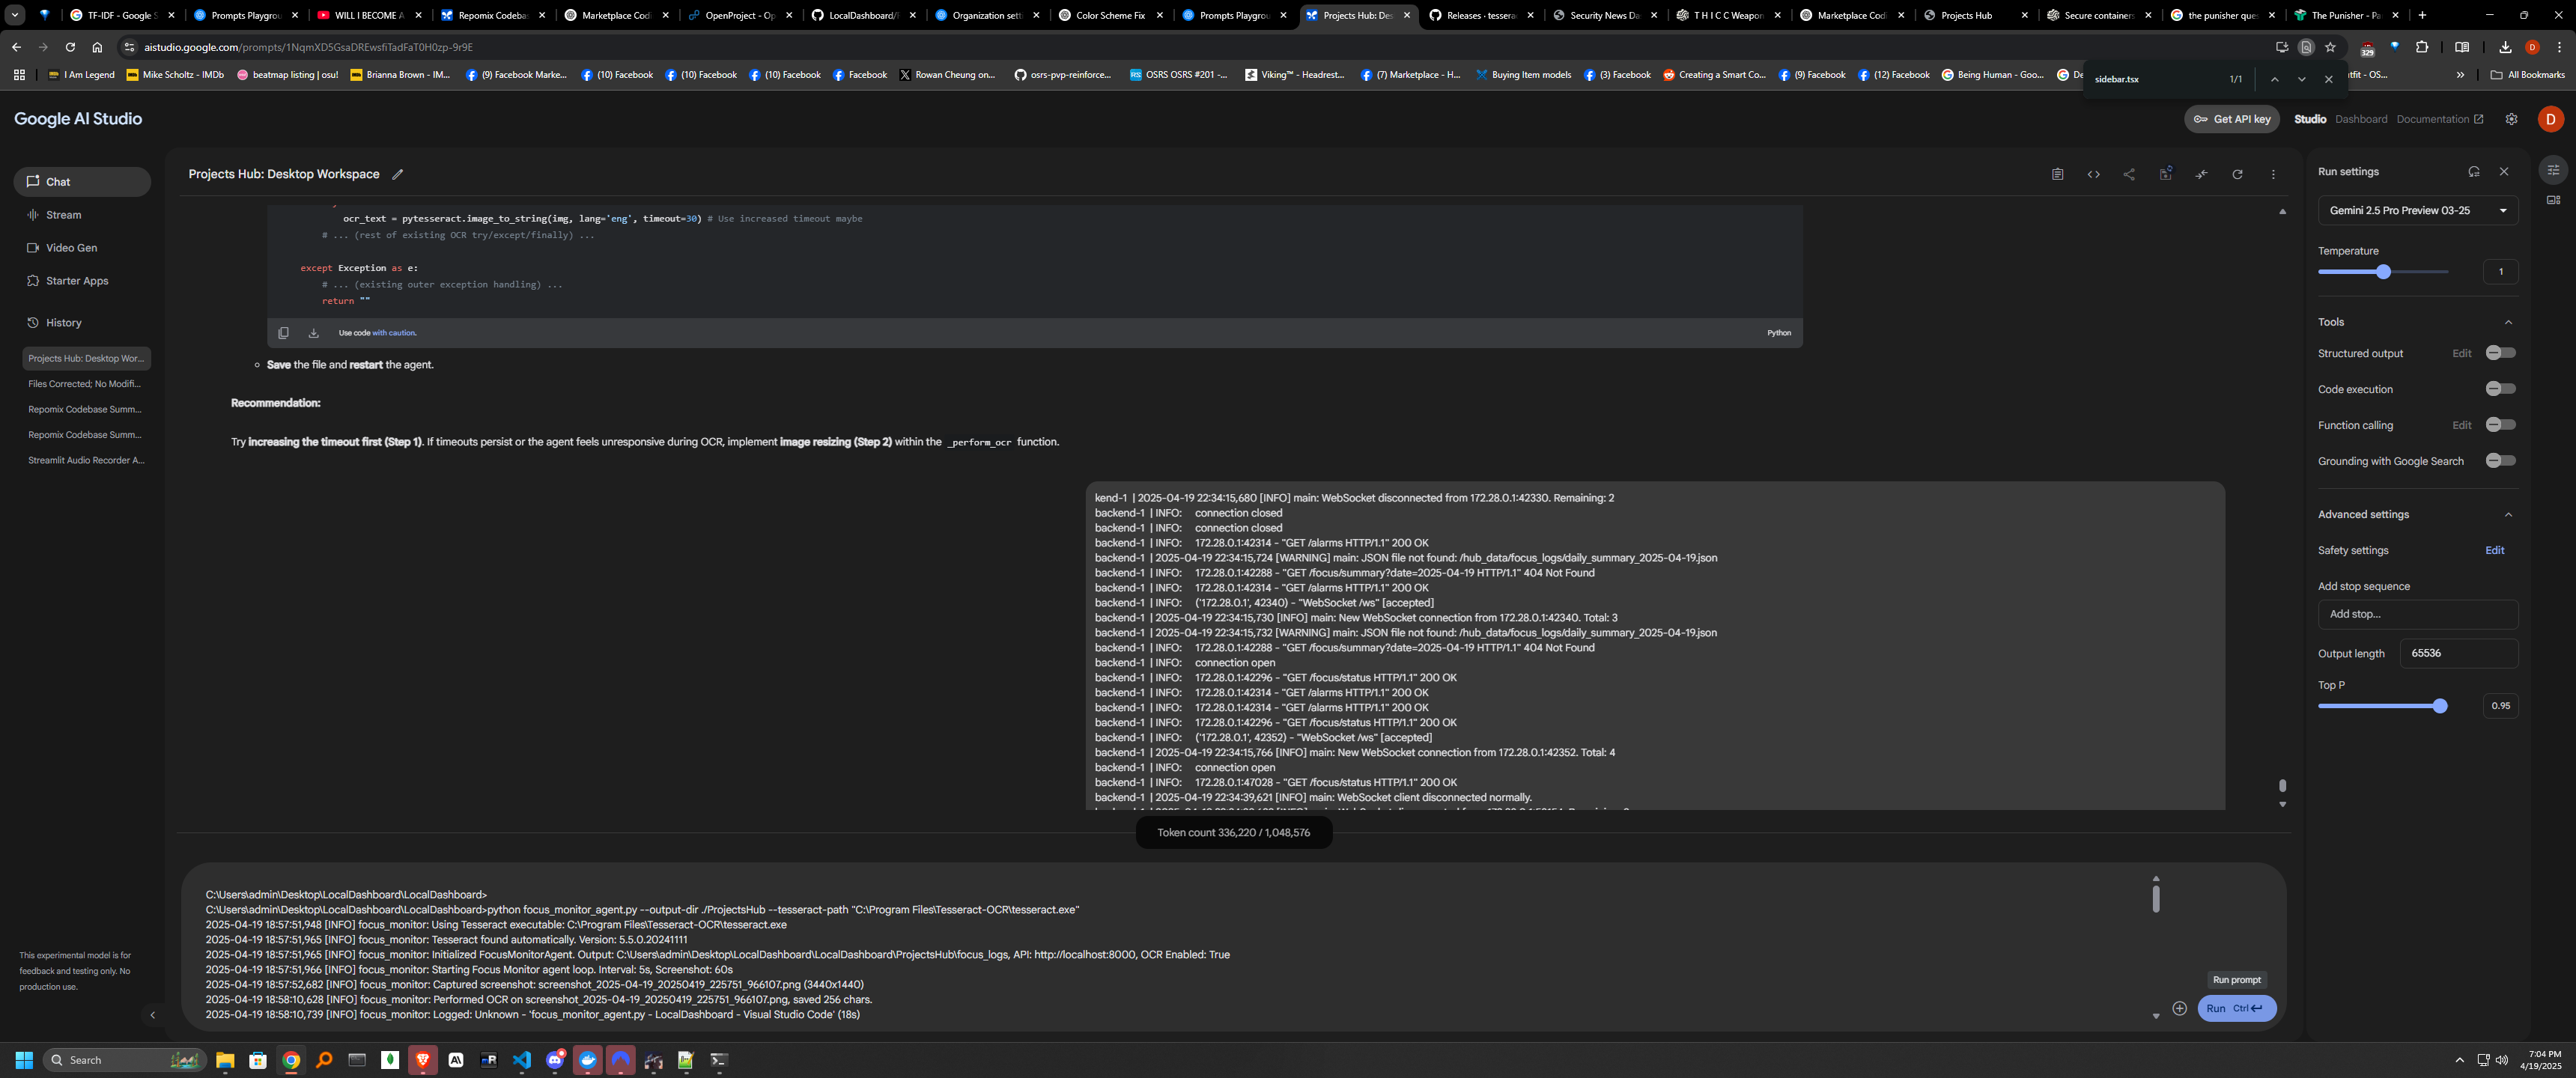 TF-IDF - Google S
Prompts Playgrou
WILL I BECOME A
Repomix Codebas
Marketplace Codi
OpenProject - Op
LocalDashboard/F
Organization sett
Color Scheme Fix
Prompts Playgrou
Projects Hub: Des
Releases · tessera
Security News Da
T H I C C Weapon
Marketplace Codi
Projects Hub
Secure containers
the punisher ques
The Punisher - Pa
aistudio.google.com/prompts/1NqmXD5GsaDREwsfiTadFaT0H0zp-9r9E
329
D
I Am Legend
Mike Scholtz - IMDb
beatmap listing | osu!
Brianna Brown - IM...
(9) Facebook Marke...
(10) Facebook
(10) Facebook
(10) Facebook
Facebook
Rowan Cheung on...
osrs-pvp-reinforce...
OSRS OSRS #201 -...
Viking™ - Headrest...
(7) Marketplace - H...
Buying Item models
(3) Facebook
Creating a Smart Co...
(9) Facebook
(12) Facebook
Being Human - Goo...
De
tfit - OS...
All Bookmarks
sidebar.tsx
1/1
Google AI Studio
Get API key
Studio
Dashboard
Documentation
D
Chat
Stream
Video Gen
Starter Apps
History
Projects Hub: Desktop Wor...
Files Corrected; No Modifi...
Repomix Codebase Summ...
Repomix Codebase Summ...
Streamlit Audio Recorder A...
This experimental model is for
feedback and testing only. No
production use.
Projects Hub: Desktop Workspace
ocr_text = pytesseract.image_to_string(img, lang='eng', timeout=30) # Use increased timeout maybe
# ... (rest of existing OCR try/except/finally) ...
except Exception as e:
# ... (existing outer exception handling) ...
return ""
Use code with caution.
Python
Save the file and restart the agent.
Recommendation:
Try increasing the timeout first (Step 1). If timeouts persist or the agent feels unresponsive during OCR, implement image resizing (Step 2) within the _perform_ocr function.
kend-1 | 2025-04-19 22:34:15,680 [INFO] main: WebSocket disconnected from 172.28.0.1:42330. Remaining: 2
backend-1 | INFO: connection closed
backend-1 | INFO: connection closed
backend-1 | INFO: 172.28.0.1:42314 - "GET /alarms HTTP/1.1" 200 OK
backend-1 | 2025-04-19 22:34:15,724 [WARNING] main: JSON file not found: /hub_data/focus_logs/daily_summary_2025-04-19.json
backend-1 | INFO: 172.28.0.1:42288 - "GET /focus/summary?date=2025-04-19 HTTP/1.1" 404 Not Found
backend-1 | INFO: 172.28.0.1:42314 - "GET /alarms HTTP/1.1" 200 OK
backend-1 | INFO: ('172.28.0.1', 42340) - "WebSocket /ws" [accepted]
backend-1 | 2025-04-19 22:34:15,730 [INFO] main: New WebSocket connection from 172.28.0.1:42340. Total: 3
backend-1 | 2025-04-19 22:34:15,732 [WARNING] main: JSON file not found: /hub_data/focus_logs/daily_summary_2025-04-19.json
backend-1 | INFO: 172.28.0.1:42288 - "GET /focus/summary?date=2025-04-19 HTTP/1.1" 404 Not Found
backend-1 | INFO: connection open
backend-1 | INFO: 172.28.0.1:42296 - "GET /focus/status HTTP/1.1" 200 OK
backend-1 | INFO: 172.28.0.1:42314 - "GET /alarms HTTP/1.1" 200 OK
backend-1 | INFO: 172.28.0.1:42314 - "GET /alarms HTTP/1.1" 200 OK
backend-1 | INFO: 172.28.0.1:42296 - "GET /focus/status HTTP/1.1" 200 OK
backend-1 | INFO: ('172.28.0.1', 42352) - "WebSocket /ws" [accepted]
backend-1 | 2025-04-19 22:34:15,766 [INFO] main: New WebSocket connection from 172.28.0.1:42352. Total: 4
backend-1 | INFO: connection open
backend-1 | INFO: 172.28.0.1:47028 - "GET /focus/status HTTP/1.1" 200 OK
backend-1 | 2025-04-19 22:34:39,621 [INFO] main: WebSocket client disconnected normally.
Token count 336,220 / 1,048,576
C:\Users\admin\Desktop\LocalDashboard\LocalDashboard>
C:\Users\admin\Desktop\LocalDashboard\LocalDashboard>python focus_monitor_agent.py --output-dir ./ProjectsHub --tesseract-path "C:\Program Files\Tesseract-OCR\tesseract.exe"
2025-04-19 18:57:51,948 [INFO] focus_monitor: Using Tesseract executable: C:\Program Files\Tesseract-OCR\tesseract.exe
2025-04-19 18:57:51,965 [INFO] focus_monitor: Tesseract found automatically. Version: 5.5.0.20241111
2025-04-19 18:57:51,965 [INFO] focus_monitor: Initialized FocusMonitorAgent. Output: C:\Users\admin\Desktop\LocalDashboard\LocalDashboard\ProjectsHub\focus_logs, API: http://localhost:8000, OCR Enabled: True
2025-04-19 18:57:51,966 [INFO] focus_monitor: Starting Focus Monitor agent loop. Interval: 5s, Screenshot: 60s
2025-04-19 18:57:52,682 [INFO] focus_monitor: Captured screenshot: screenshot_2025-04-19_20250419_225751_966107.png (3440x1440)
2025-04-19 18:58:10,628 [INFO] focus_monitor: Performed OCR on screenshot_2025-04-19_20250419_225751_966107.png, saved 256 chars.
2025-04-19 18:58:10,739 [INFO] focus_monitor: Logged: Unknown - 'focus_monitor_agent.py - LocalDashboard - Visual Studio Code' (18s)
Run prompt
Run Ctrl
Run settings
Gemini 2.5 Pro Preview 03-25
Temperature
1
Tools
Structured output
Edit
Code execution
Function calling
Edit
Grounding with Google Search
Advanced settings
Safety settings
Edit
Add stop sequence
Add stop...
Output length
65536
Top P
0.95
Search
7:04 PM
4/19/2025